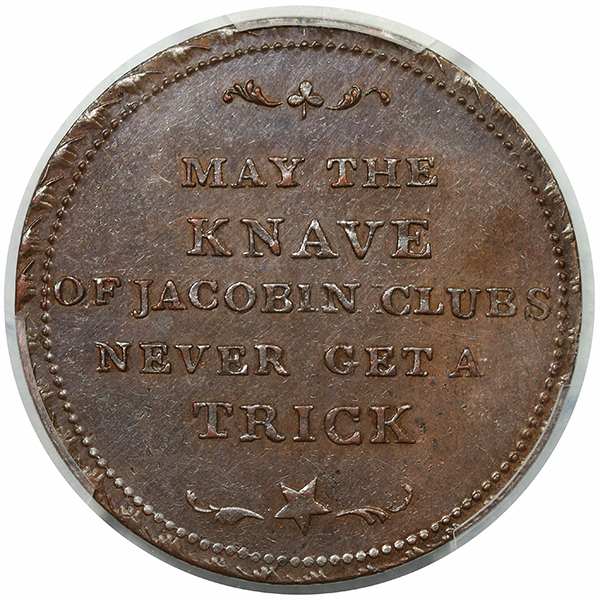 MAY THE
KNAVE
OF JACOBIN CLUBS
NEVER GET A
TRICK